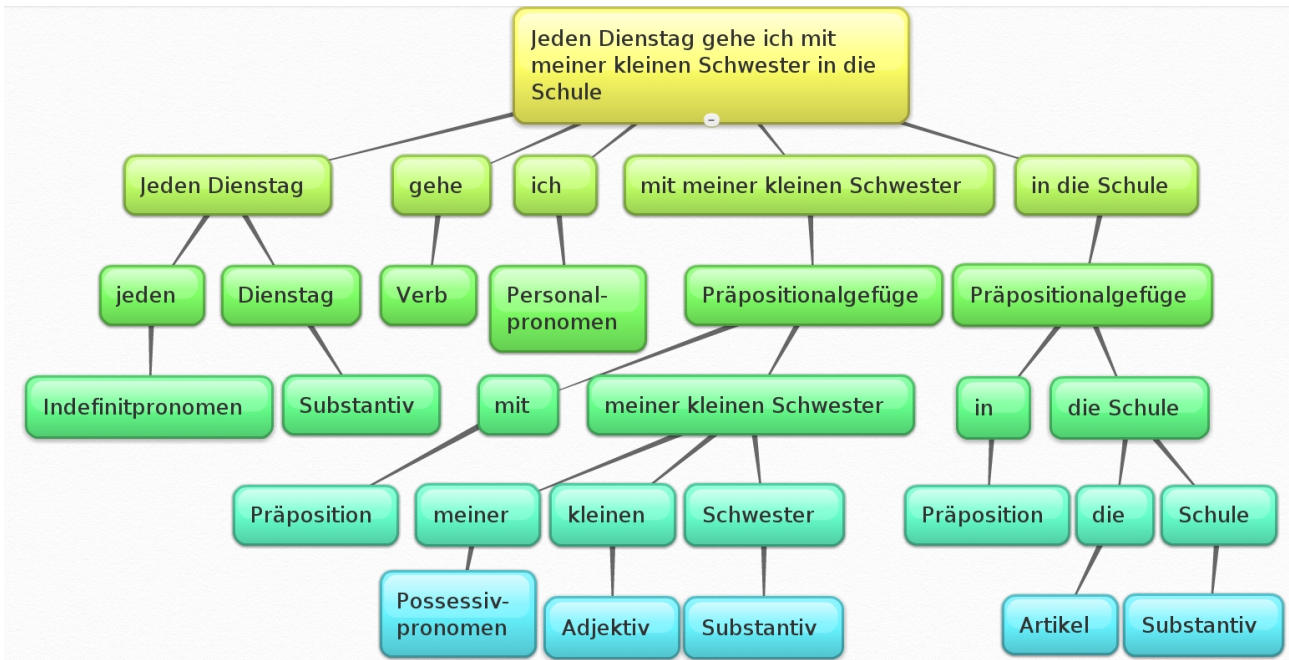 Jeden Dienstag gehe ich mit
meiner kleinen Schwester in die
Schule
Jeden Dienstag
gehe
ich
mit meiner kleinen Schwester
in die Schule
jeden
Dienstag
Verb
Personal-
pronomen
Präpositionalgefüge
Präpositionalgefüge
Indefinitpronomen
Substantiv
mit
meiner kleinen Schwester
in
die Schule
Präposition
meiner
kleinen
Schwester
Präposition
die
Schule
Possessiv-
pronomen
Adjektiv
Substantiv
Artikel
Substantiv